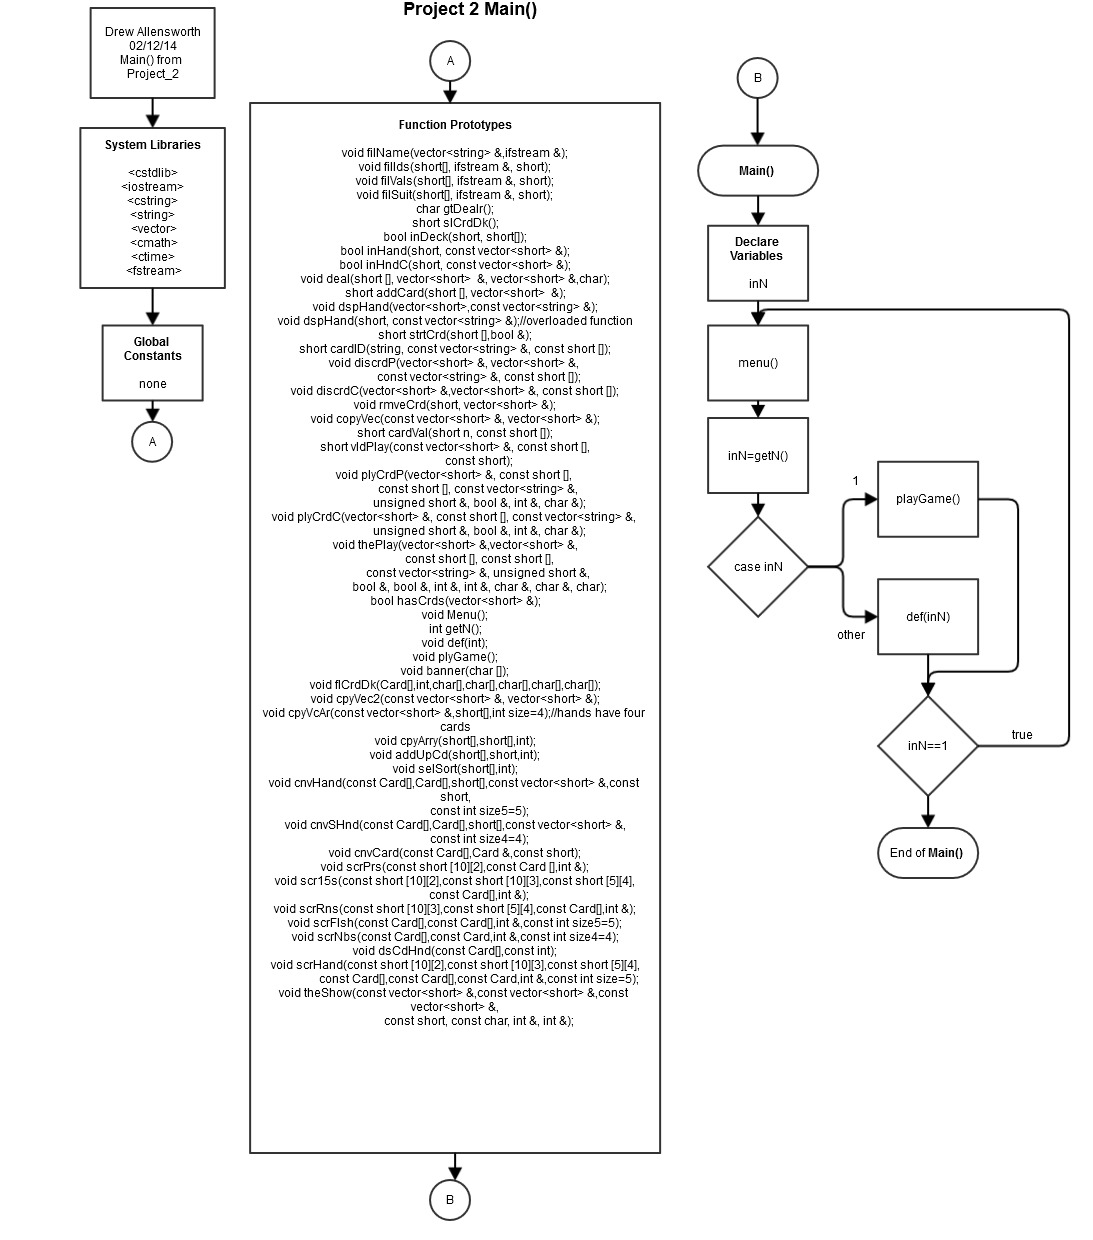 Project 2 Main()
Drew Allensworth
02/12/14
Main() from
Project_2
System Libraries
<cstdlib>
<iostream>
<cstring>
<string>
<vector>
<cmath>
<ctime>
<fstream>
Global
Constants
none
A
A
Function Prototypes
void filName(vector<string> &,ifstream &);
void filIds(short[], ifstream &, short);
void filVals(short[], ifstream &, short);
void filSuit(short[], ifstream &, short);
char gtDealr();
short slCrdDk();
bool inDeck(short, short[]);
bool inHand(short, const vector<short> &);
bool inHndC(short, const vector<short> &);
void deal(short [], vector<short>  &, vector<short> &,char);
short addCard(short [], vector<short>  &);
void dspHand(vector<short>,const vector<string> &);
void dspHand(short, const vector<string> &);//overloaded function
short strtCrd(short [],bool &);
short cardID(string, const vector<string> &, const short []);
void discrdP(vector<short> &, vector<short> &,
const vector<string> &, const short []);
void discrdC(vector<short> &,vector<short> &, const short []);
void rmveCrd(short, vector<short> &);
void copyVec(const vector<short> &, vector<short> &);
short cardVal(short n, const short []);
short vldPlay(const vector<short> &, const short [],
const short);
void plyCrdP(vector<short> &, const short [],
const short [], const vector<string> &,
unsigned short &, bool &, int &, char &);
void plyCrdC(vector<short> &, const short [], const vector<string> &,
unsigned short &, bool &, int &, char &);
void thePlay(vector<short> &,vector<short> &,
const short [], const short [],
const vector<string> &, unsigned short &,
bool &, bool &, int &, int &, char &, char &, char);
bool hasCrds(vector<short> &);
void Menu();
int getN();
void def(int);
void plyGame();
void banner(char []);
void flCrdDk(Card[],int,char[],char[],char[],char[],char[]);
void cpyVec2(const vector<short> &, vector<short> &);
void cpyVcAr(const vector<short> &,short[],int size=4);//hands have four
cards
void cpyArry(short[],short[],int);
void addUpCd(short[],short,int);
void selSort(short[],int);
void cnvHand(const Card[],Card[],short[],const vector<short> &,const
short,
const int size5=5);
void cnvSHnd(const Card[],Card[],short[],const vector<short> &,
const int size4=4);
void cnvCard(const Card[],Card &,const short);
void scrPrs(const short [10][2],const Card [],int &);
void scr15s(const short [10][2],const short [10][3],const short [5][4],
const Card[],int &);
void scrRns(const short [10][3],const short [5][4],const Card[],int &);
void scrFlsh(const Card[],const Card[],int &,const int size5=5);
void scrNbs(const Card[],const Card,int &,const int size4=4);
void dsCdHnd(const Card[],const int);
void scrHand(const short [10][2],const short [10][3],const short [5][4],
const Card[],const Card[],const Card,int &,const int size=5);
void theShow(const vector<short> &,const vector<short> &,const
vector<short> &,
const short, const char, int &, int &);
B
B
Main()
Declare
Variables
inN
menu()
inN=getN()
case inN
1
playGame()
other
def(inN)
inN==1
true
End of Main()